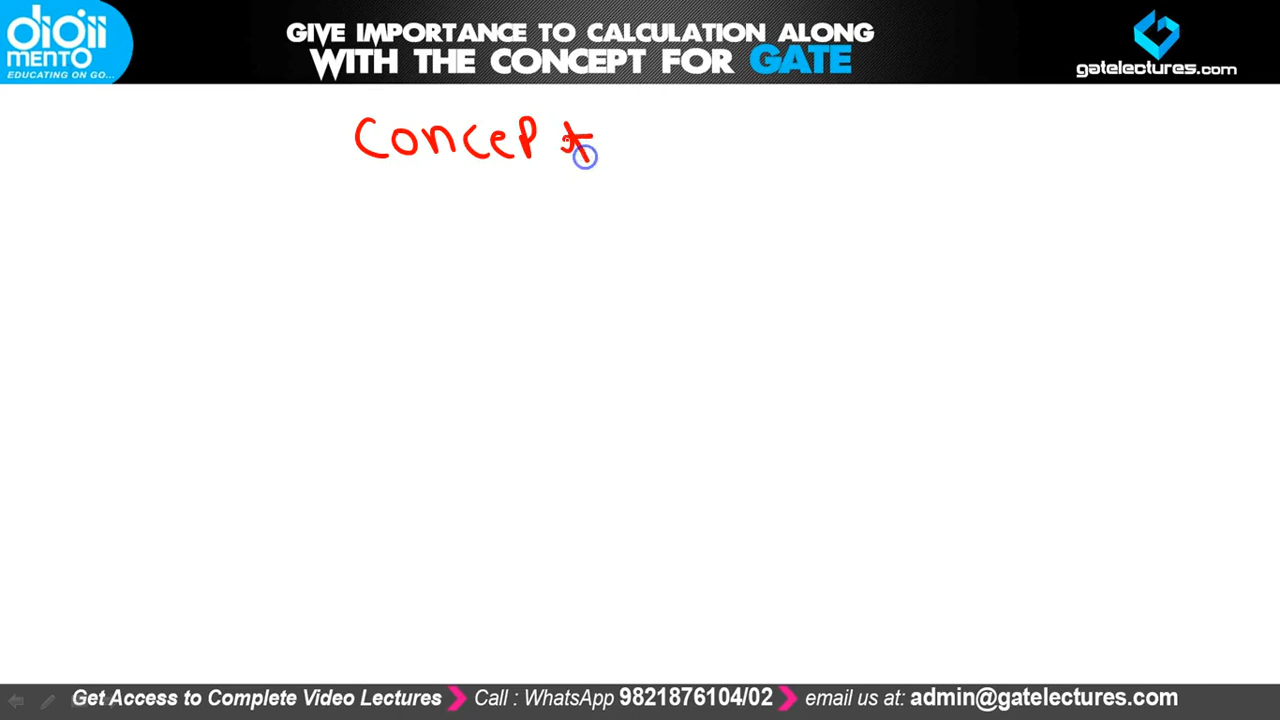 digii
MENTO
EDUCATING ON GO...
GIVE IMPORTANCE TO CALCULATION ALONG
WITH THE CONCEPT FOR GATE
gatelectures.com
Concept
Get Access to Complete Video Lectures Call : WhatsApp 9821876104/02 email us at: admin@gatelectures.com